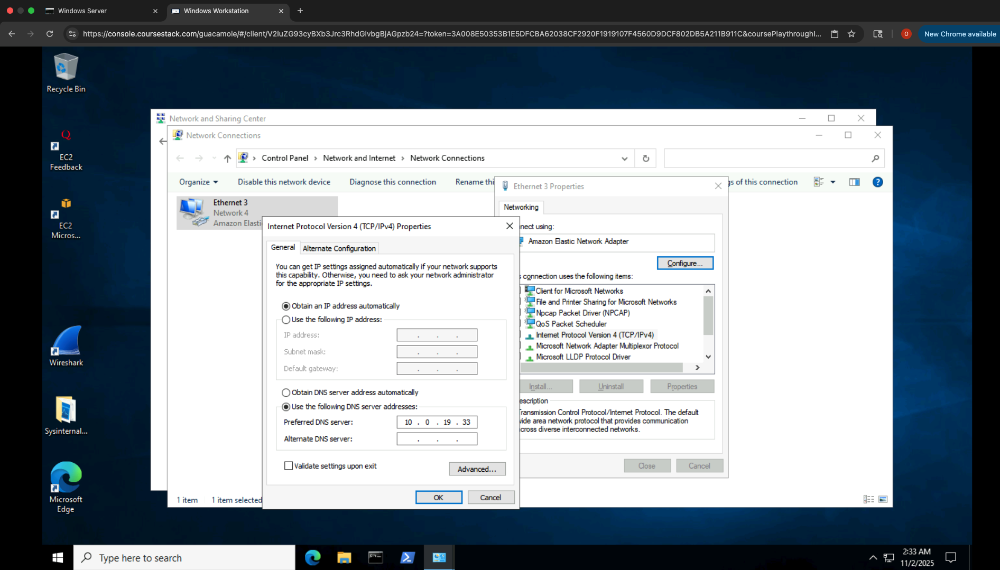 Windows Server
Windows Workstation
https://console.coursestack.com/guacamole/#/client/V2luZG93cyBXb3Jrc3RhdGlvbgBjAGpzb24=?token=3A008E50353B1E5DFCBA62038CF2920F1919107F4560D9DCF802DB5A211B911C&coursePlaythroughI...
O
New Chrome available
Recycle Bin
EC2
Feedback
EC2
Micros...
Wireshark
Sysinternal...
Microsoft
Edge
Network and Sharing Center
Network Connections
Control Panel > Network and Internet > Network Connections
Organize
Disable this network device
Diagnose this connection
Rename thi
gs of this connection
Ethernet 3
Network 4
Amazon Elasti
1 item
1 item selected
Ethernet 3 Properties
Networking
nnect using:
Amazon Elastic Network Adapter
Configure...
s connection uses the following items:
Client for Microsoft Networks
File and Printer Sharing for Microsoft Networks
Npcap Packet Driver (NPCAP)
QoS Packet Scheduler
Internet Protocol Version 4 (TCP/IPv4)
Microsoft Network Adapter Multiplexor Protocol
Microsoft LLDP Protocol Driver
Install...
Uninstall
Properties
escription
Transmission Control Protocol/Internet Protocol. The default
wide area network protocol that provides communication
across diverse interconnected networks.
Close
Cancel
Internet Protocol Version 4 (TCP/IPv4) Properties
General
Alternate Configuration
You can get IP settings assigned automatically if your network supports
this capability. Otherwise, you need to ask your network administrator
for the appropriate IP settings.
Obtain an IP address automatically
Use the following IP address:
IP address:
. . .
Subnet mask:
. . .
Default gateway:
. . .
Obtain DNS server address automatically
Use the following DNS server addresses:
Preferred DNS server:
10 . 0 . 19 . 33
Alternate DNS server:
. . .
Validate settings upon exit
Advanced...
OK
Cancel
Type here to search
2:33 AM
11/2/2025